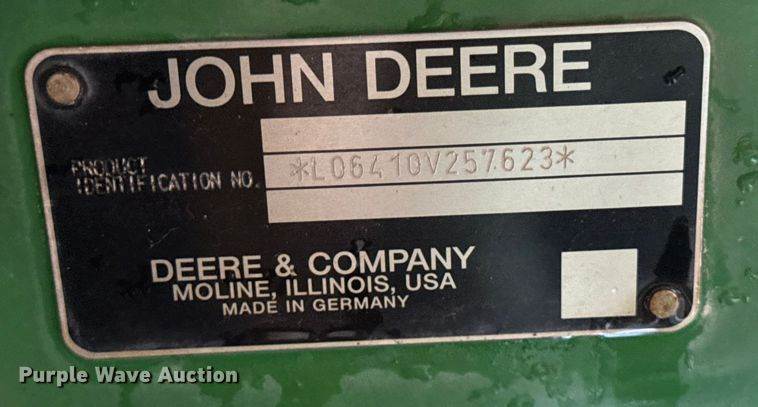 JOHN DEERE
PRODUCT
IDENTIFICATION NO.
*L06410V257623*
DEERE & COMPANY
MOLINE, ILLINOIS, USA
MADE IN GERMANY
Purple Wave Auction